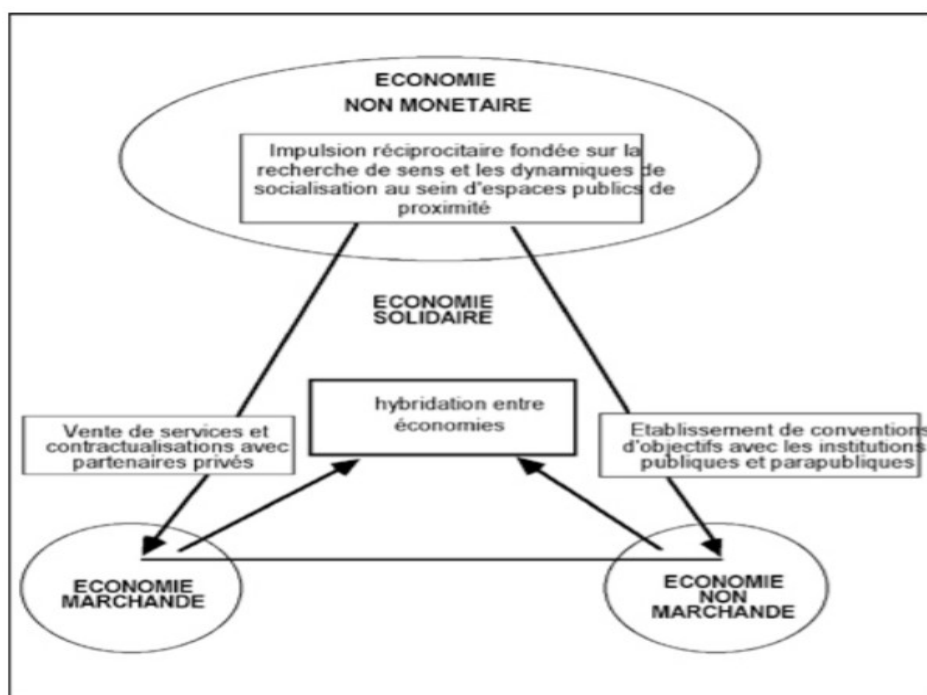 ECONOMIE
NON MONETAIRE
Impulsion réciprocitaire fondée sur la
recherche de sens et les dynamiques de
socialisation au sein d'espaces publics de
proximité
ECONOMIE
SOLIDAIRE
hybridation entre
économies
Vente de services et
contractualisations avec
partenaires privés
Etablissement de conventions
d'objectifs avec les institutions
publiques et parapubliques
ECONOMIE
MARCHANDE
ECONOMIE
NON
MARCHANDE